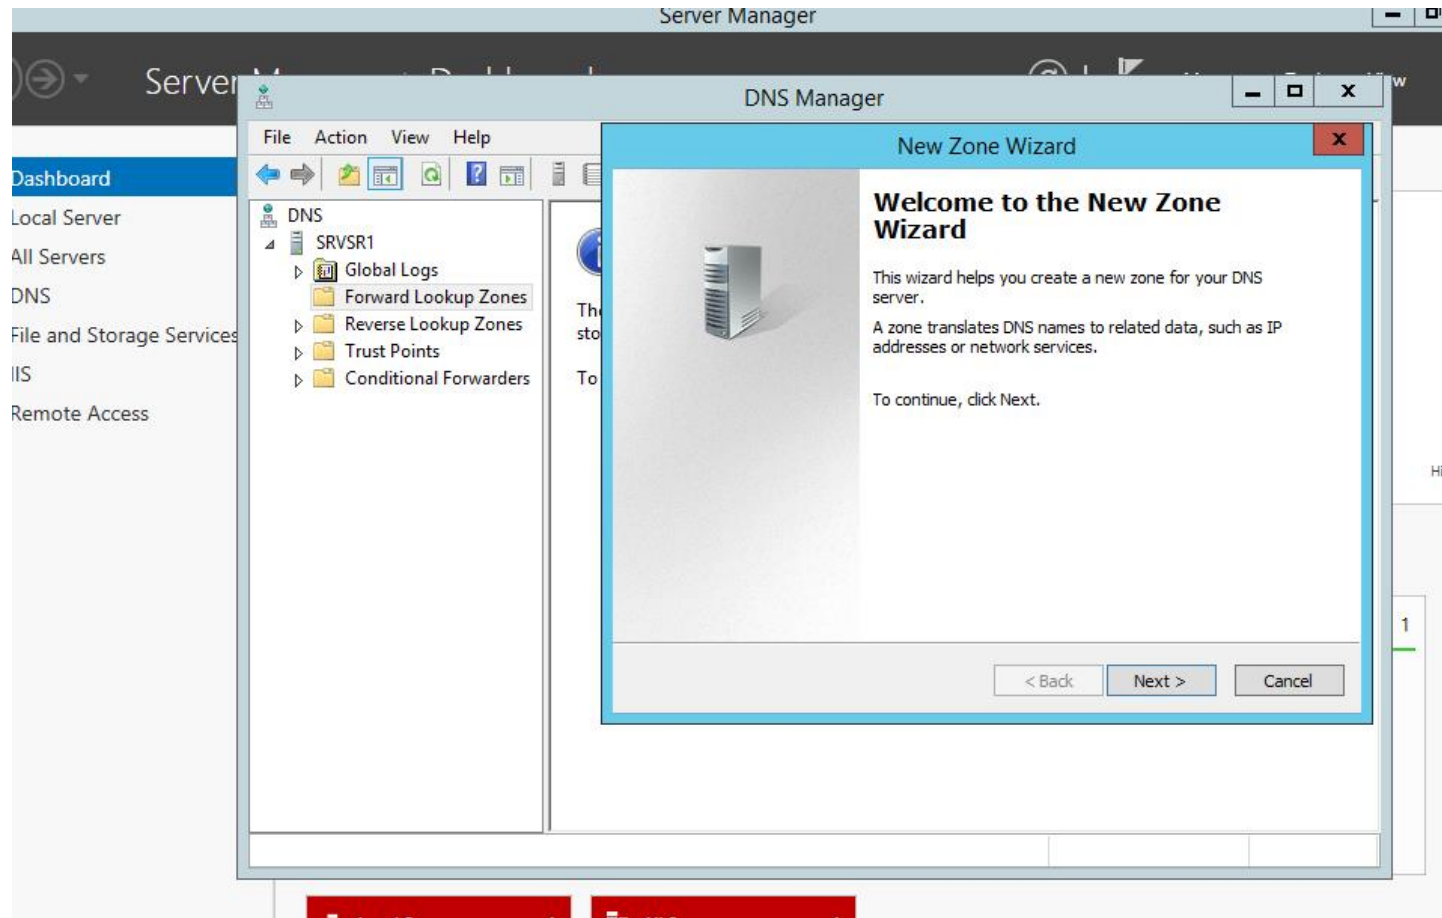 Server Manager
Server
DNS Manager
File Action View Help
New Zone Wizard
Dashboard
Local Server
All Servers
DNS
File and Storage Services
IIS
Remote Access
DNS
SRVSR1
Global Logs
Forward Lookup Zones
Reverse Lookup Zones
Trust Points
Conditional Forwarders
To
Welcome to the New Zone
Wizard
This wizard helps you create a new zone for your DNS
server.
A zone translates DNS names to related data, such as IP
addresses or network services.
To continue, click Next.
< Back Next > Cancel
1